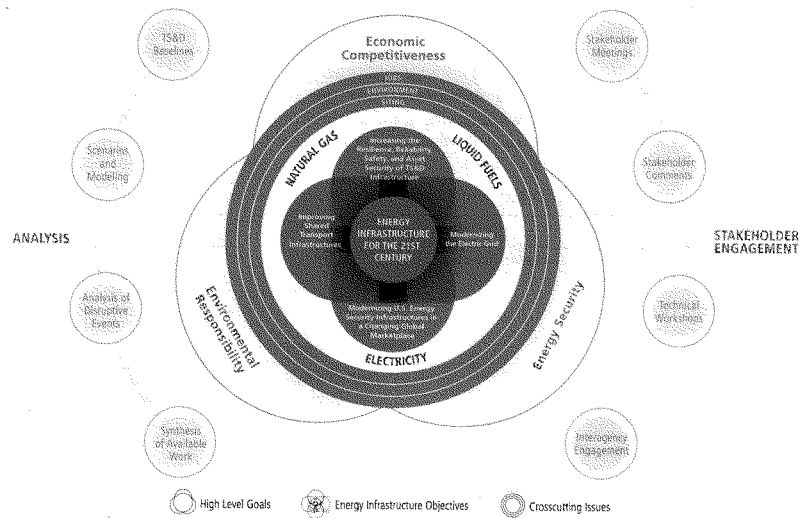 TS&D
Baselines
Scenarios
and
Modeling
ANALYSIS
Analysis of
Disruptive
Events
Synthesis
of Available
Work
Economic
Competitiveness
JOBS
ENVIRONMENT
SITING
NATURAL GAS
LIQUID FUELS
Increasing the
Resilience, Reliability
Safety, and Asset
Security of TS&D
Infrastructure
Improving
Shared
Transport
Infrastructures
ENERGY
INFRASTRUCTURE
FOR THE 21ST
CENTURY
Modernizing
the Electric Grid
Modernizing U.S. Energy
Security Infrastructures in
a Changing Global
Marketplace
ELECTRICITY
Environmental
Responsibility
Energy Security
Stakeholder
Meetings
Stakeholder
Comments
STAKEHOLDER
ENGAGEMENT
Technical
Workshops
Interagency
Engagement
High Level Goals
Energy Infrastructure Objectives
Crosscutting Issues